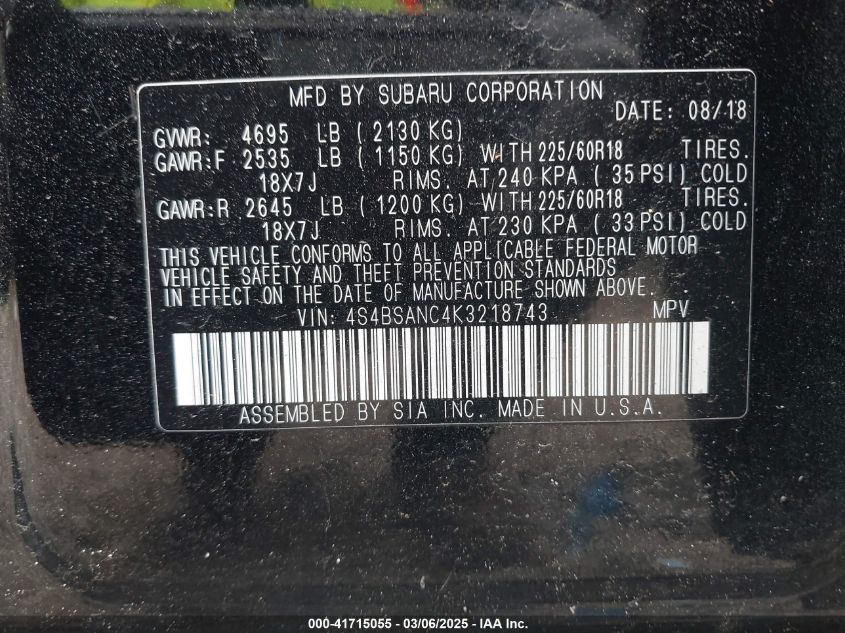 MFD BY SUBARU CORPORATION
DATE: 08/18
GVWR: 4695 LB ( 2130 KG)
GAWR:F 2535 LB ( 1150 KG) WITH 225/60R18 TIRES.
18X7J RIMS. AT 240 KPA ( 35 PSI) COLD
GAWR:R 2645 LB ( 1200 KG) WITH 225/60R18 TIRES.
18X7J RIMS. AT 230 KPA ( 33 PSI) COLD
THIS VEHICLE CONFORMS TO ALL APPLICABLE FEDERAL MOTOR
VEHICLE SAFETY AND THEFT PREVENTION STANDARDS
IN EFFECT ON THE DATE OF MANUFACTURE SHOWN ABOVE.
VIN: 4S4BSANC4K3218743 MPV
ASSEMBLED BY SIA INC. MADE IN U.S.A.
000-41715055 - 03/06/2025 - IAA Inc.